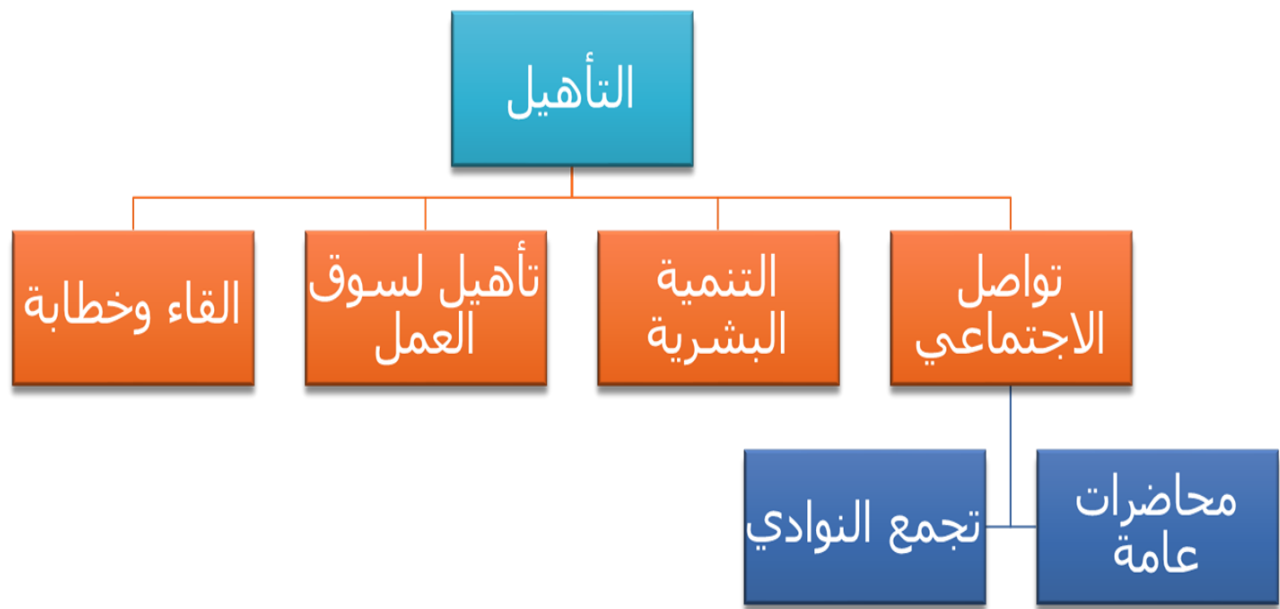 التأهيل
تواصل
الاجتماعي
التنمية
البشرية
تأهيل لسوق
العمل
القاء وخطابة
محاضرات
عامة
تجمع النوادي